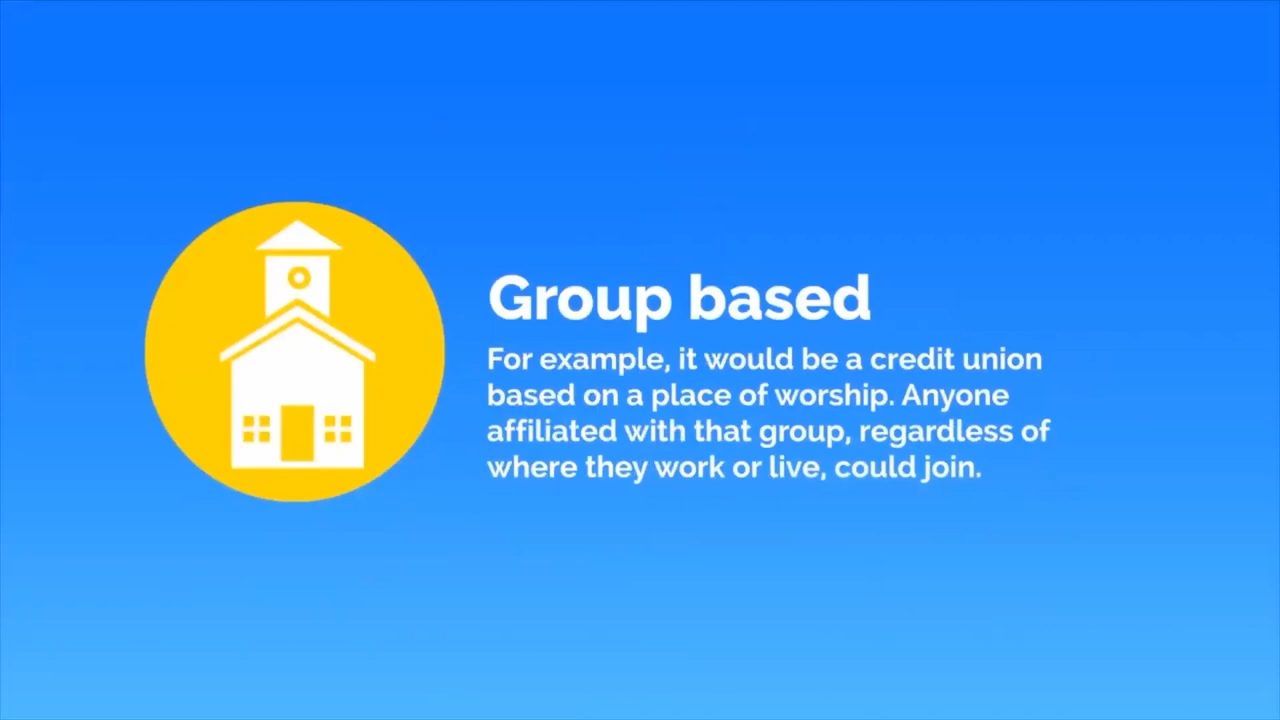 Group based
For example, it would be a credit union
based on a place of worship. Anyone
affiliated with that group, regardless of
where they work or live, could join.